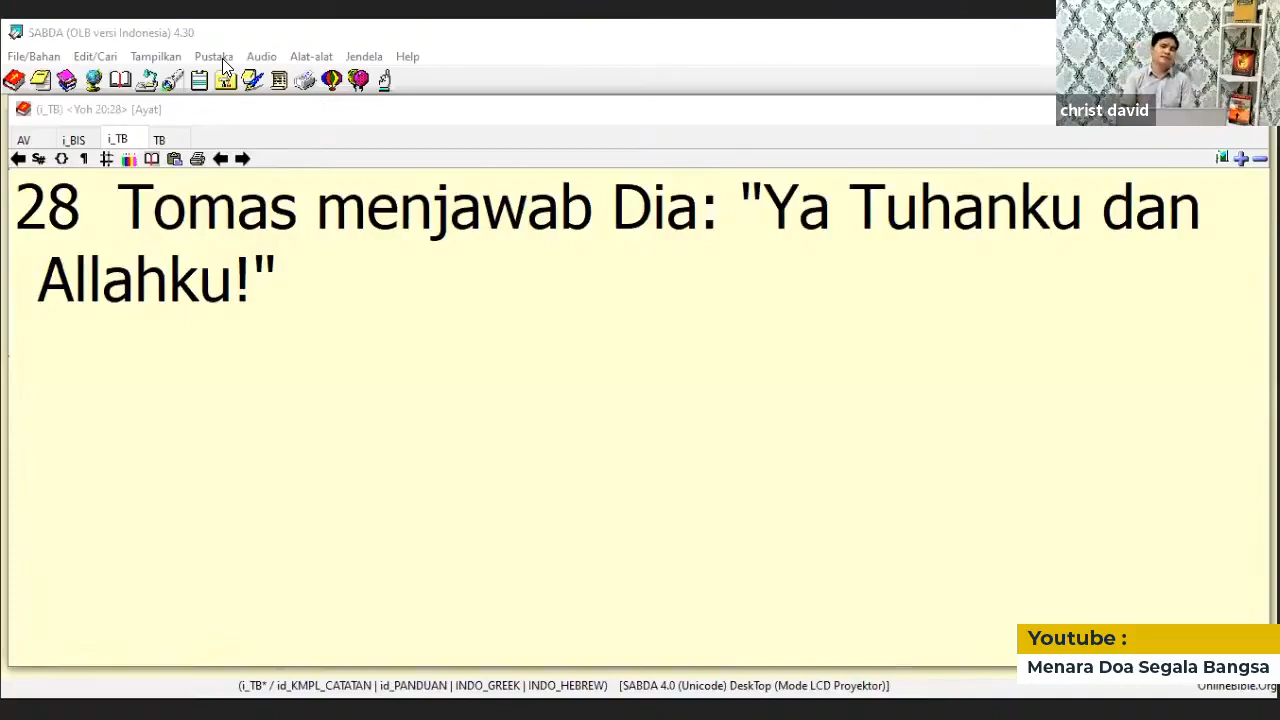 SABDA (OLB versi Indonesia) 4.30
File/Bahan Edit/Cari Tampilkan Pustaka Audio Alat-alat Jendela Help
christ david
(i_TB) <Yoh 20:28> [Ayat]
AV i_BIS i_TB TB
28 Tomas menjawab Dia: "Ya Tuhanku dan
Allahku!"
Youtube :
Menara Doa Segala Bangsa
(i_TB* / id_KMPL_CATATAN | id_PANDUAN | INDO_GREEK | INDO_HEBREW) [SABDA 4.0 (Unicode) DeskTop (Mode LCD Proyektor)]
OnlineBible.Org